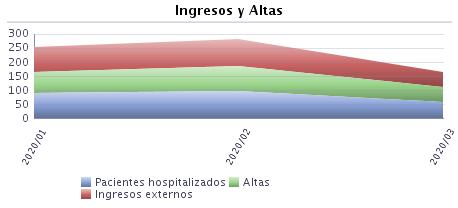 Ingresos y Altas
300
250
200
150
100
50
0
2020/01
2020/02
2020/03
Pacientes hospitalizados
Altas
Ingresos externos